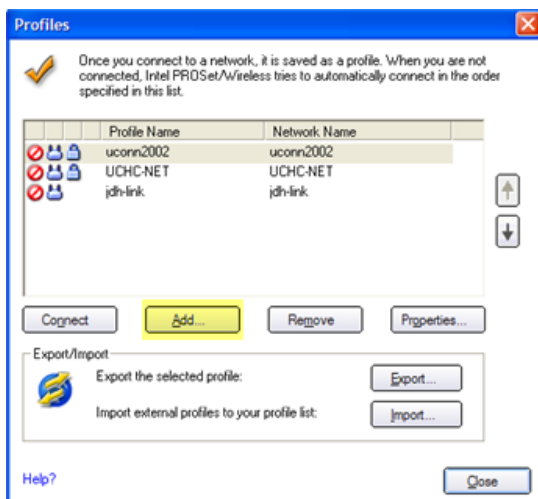 Profiles
Once you connect to a network, it is saved as a profile. When you are not
connected, Intel PROSet/Wireless tries to automatically connect in the order
specified in this list.
Profile Name Network Name
uconn2002 uconn2002
UCHC-NET UCHC-NET
jdh-link jdh-link
Connect Add... Remove Properties...
Export/Import
Export the selected profile: Export...
Import external profiles to your profile list: Import...
Help? Close